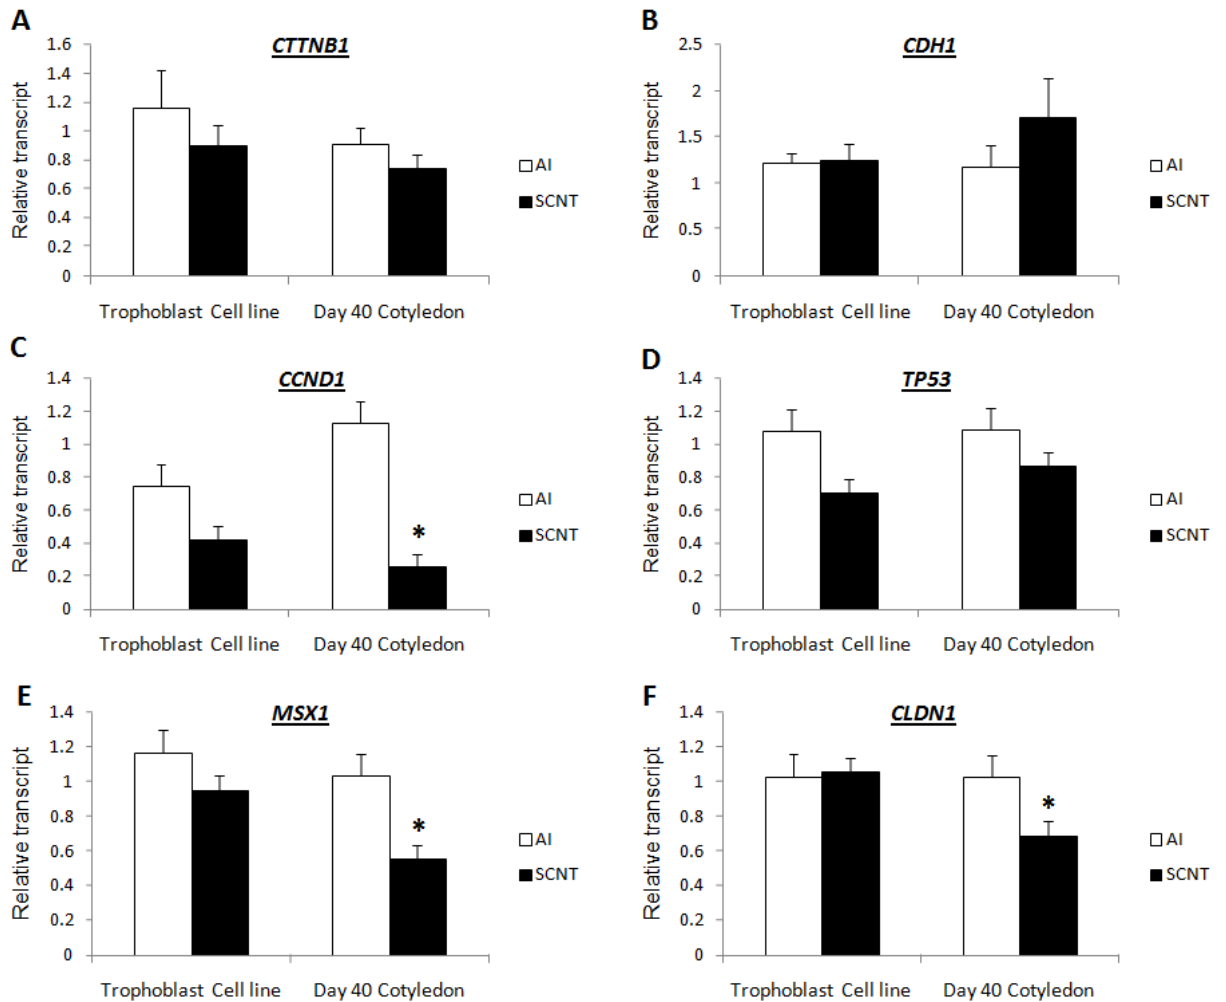 A
CTTNB1
1.6
1.4
1.2
1
0.8
0.6
0.4
0.2
0
Relative transcript
Trophoblast Cell line
Day 40 Cotyledon
AI
SCNT
B
CDH1
2.5
2
1.5
1
0.5
0
Relative transcript
Trophoblast Cell line
Day 40 Cotyledon
AI
SCNT
C
CCND1
1.4
1.2
1
0.8
0.6
0.4
0.2
0
Relative transcript
*
Trophoblast Cell line
Day 40 Cotyledon
AI
SCNT
D
TP53
1.4
1.2
1
0.8
0.6
0.4
0.2
0
Relative transcript
Trophoblast Cell line
Day 40 Cotyledon
AI
SCNT
E
MSX1
1.4
1.2
1
0.8
0.6
0.4
0.2
0
Relative transcript
*
Trophoblast Cell line
Day 40 Cotyledon
AI
SCNT
F
CLDN1
1.4
1.2
1
0.8
0.6
0.4
0.2
0
Relative transcript
*
Trophoblast Cell line
Day 40 Cotyledon
AI
SCNT